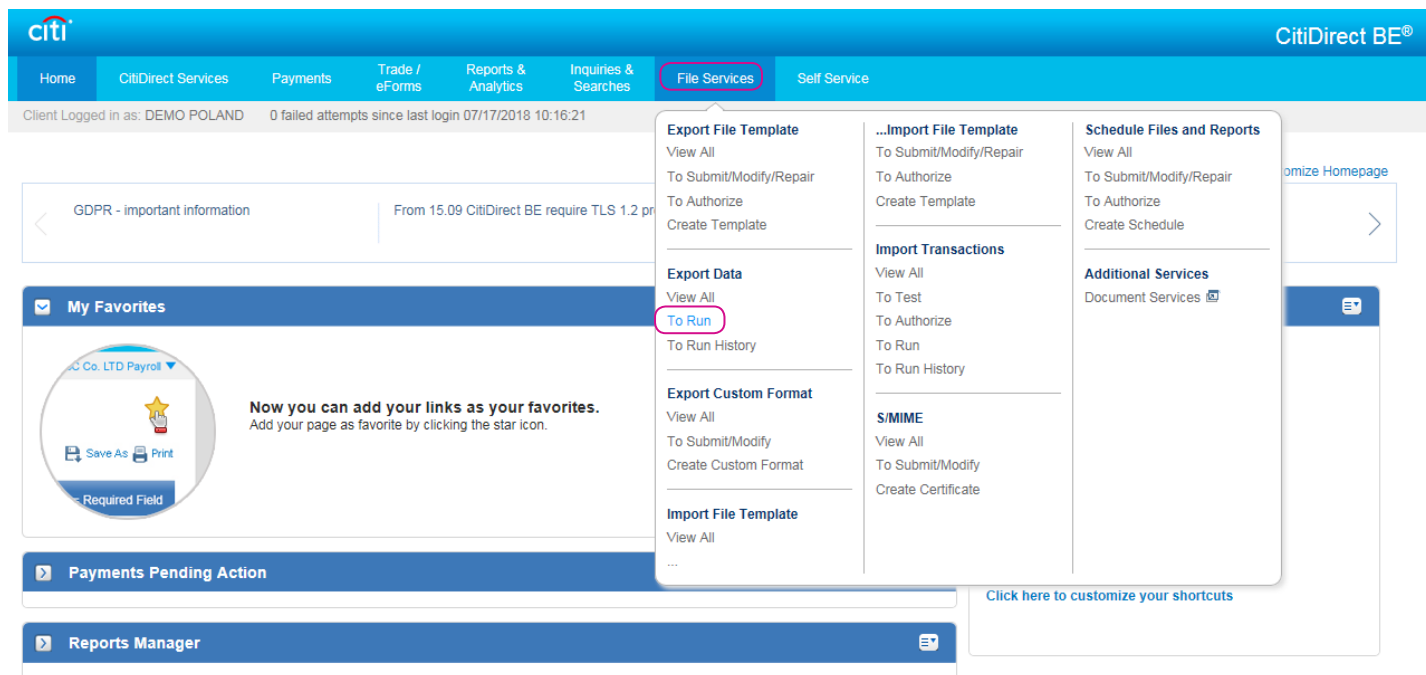 citi
CitiDirect BE®
Home
CitiDirect Services
Payments
Trade /
eForms
Reports &
Analytics
Inquiries &
Searches
File Services
Self Service
Client Logged in as: DEMO POLAND
0 failed attempts since last login 07/17/2018 10:16:21
omize Homepage
GDPR - important information
From 15.09 CitiDirect BE require TLS 1.2 pr
Export File Template
View All
To Submit/Modify/Repair
To Authorize
Create Template
Export Data
View All
To Run
To Run History
Export Custom Format
View All
To Submit/Modify
Create Custom Format
Import File Template
View All
...
...Import File Template
To Submit/Modify/Repair
To Authorize
Create Template
Import Transactions
View All
To Test
To Authorize
To Run
To Run History
S/MIME
View All
To Submit/Modify
Create Certificate
Schedule Files and Reports
View All
To Submit/Modify/Repair
To Authorize
Create Schedule
Additional Services
Document Services
My Favorites
C Co. LTD Payroll
Save As Print
= Required Field
Now you can add your links as your favorites.
Add your page as favorite by clicking the star icon.
Payments Pending Action
Click here to customize your shortcuts
Reports Manager